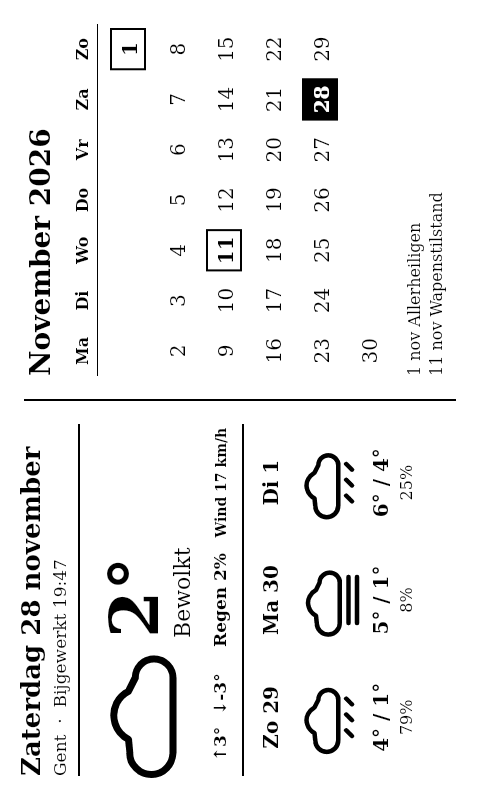 Zaterdag 28 november
Gent · Bijgewerkt 19:47
2°
Bewolkt
↑3° ↓-3° Regen 2% Wind 17 km/h
Zo 29 Ma 30 Di 1
4° / 1° 5° / 1° 6° / 4°
79% 8% 25%
November 2026
Ma Di Wo Do Vr Za Zo
1
2 3 4 5 6 7 8
9 10 11 12 13 14 15
16 17 18 19 20 21 22
23 24 25 26 27 28 29
30
1 nov Allerheiligen
11 nov Wapenstilstand